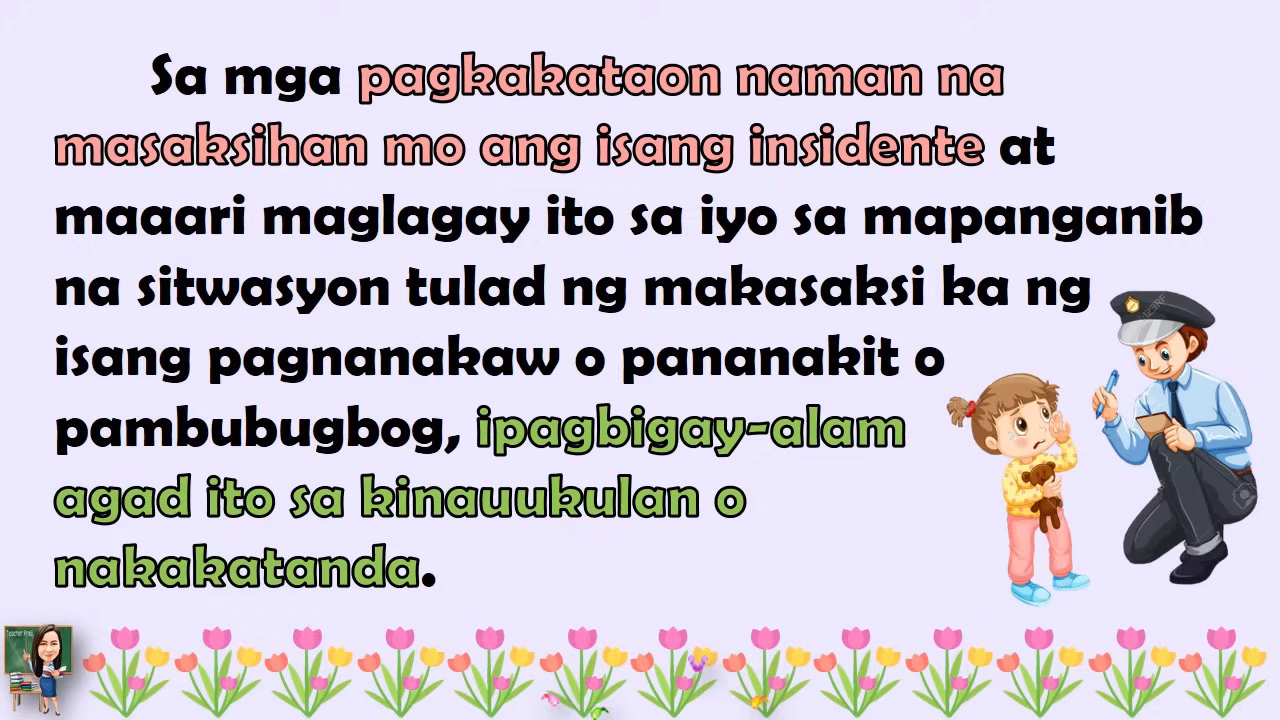 Sa mga pagkakataon naman na
masaksihan mo ang isang insidente at
maaari maglagay ito sa iyo sa mapanganib
na sitwasyon tulad ng makasaksi ka ng
isang pagnanakaw o pananakit o
pambubugbog, ipagbigay-alam
agad ito sa kinauukulan o
nakakatanda.
123RF